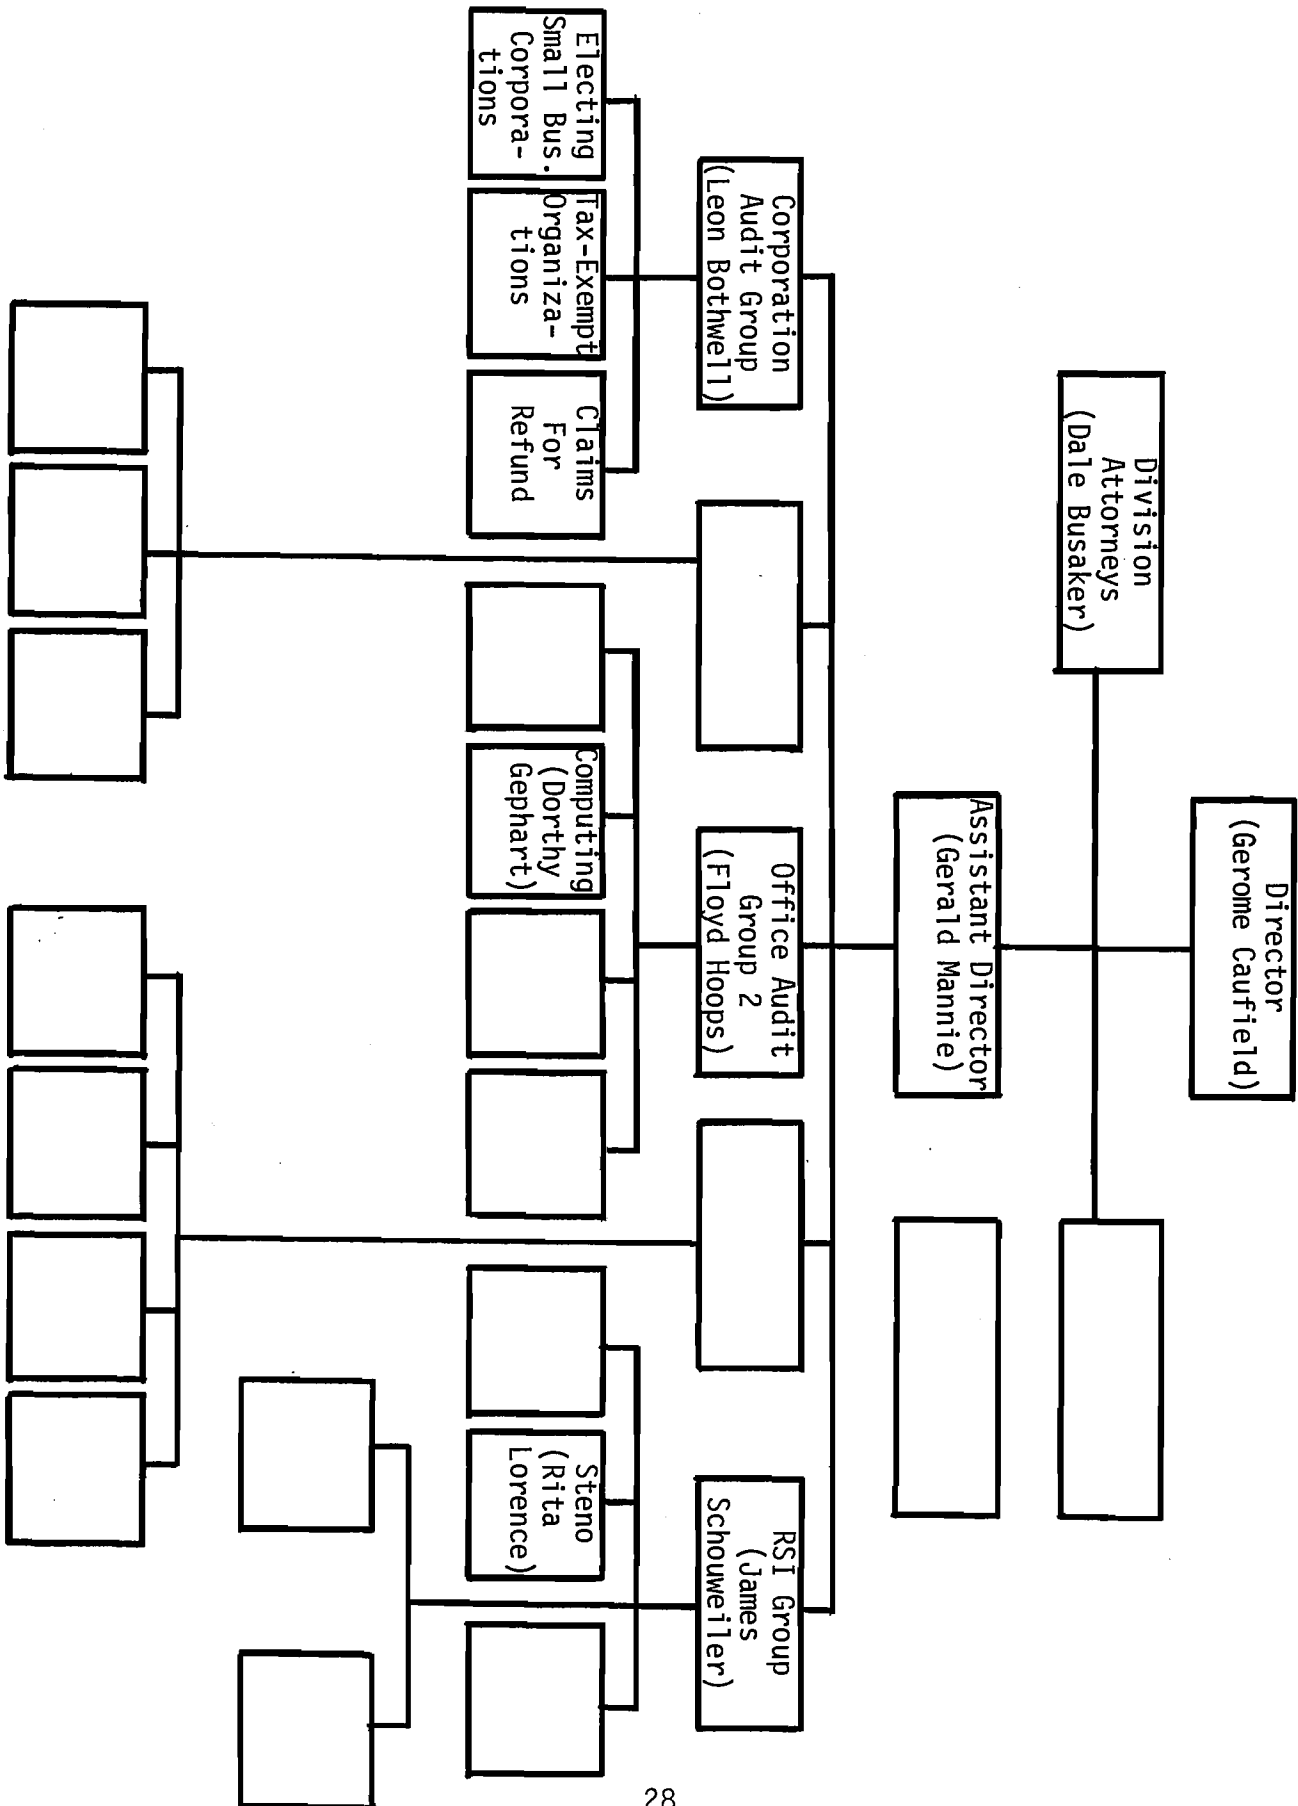 Director
(Gerome Caufield)
Division
Attorneys
(Dale Busaker)
Assistant Director
(Gerald Mannie)
Corporation
Audit Group
(Leon Bothwell)
Office Audit
Group 2
(Floyd Hoops)
RSI Group
(James
Schouweiler)
Electing
Small Bus.
Corpora-
tions
Tax-Exempt
Organiza-
tions
Claims
For
Refund
Computing
(Dorthy
Gephart)
Steno
(Rita
Lorence)
28